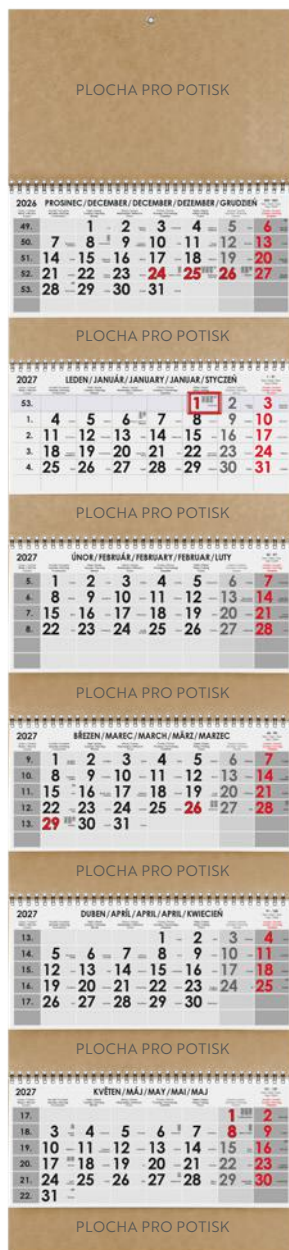 PLOCHA PRO POTISK
2026 PROSINEC/DECEMBER/DECEMBER/DEZEMBER/GRUDZIEŃ
49. 1 2 3 4 5 6
50. 7 8 9 10 11 12 13
51. 14 15 16 17 18 19 20
52. 21 22 23 24 25 26 27
53. 28 29 30 31
PLOCHA PRO POTISK
2027 LEDEN/JANUÁR/JANUARY/JANUAR/STYCZEŃ
53. 1 2 3
1. 4 5 6 7 8 9 10
2. 11 12 13 14 15 16 17
3. 18 19 20 21 22 23 24
4. 25 26 27 28 29 30 31
PLOCHA PRO POTISK
2027 ÚNOR/FEBRUÁR/FEBRUARY/FEBRUAR/LUTY
5. 1 2 3 4 5 6 7
6. 8 9 10 11 12 13 14
7. 15 16 17 18 19 20 21
8. 22 23 24 25 26 27 28
PLOCHA PRO POTISK
2027 BŘEZEN/MAREC/MARCH/MÄRZ/MARZEC
9. 1 2 3 4 5 6 7
10. 8 9 10 11 12 13 14
11. 15 16 17 18 19 20 21
12. 22 23 24 25 26 27 28
13. 29 30 31
PLOCHA PRO POTISK
2027 DUBEN/APRÍL/APRIL/APRIL/KWIECIEŃ
13. 1 2 3 4
14. 5 6 7 8 9 10 11
15. 12 13 14 15 16 17 18
16. 19 20 21 22 23 24 25
17. 26 27 28 29 30
PLOCHA PRO POTISK
2027 KVĚTEN/MÁJ/MAY/MAI/MAJ
17. 1 2
18. 3 4 5 6 7 8 9
19. 10 11 12 13 14 15 16
20. 17 18 19 20 21 22 23
21. 24 25 26 27 28 29 30
22. 31
PLOCHA PRO POTISK